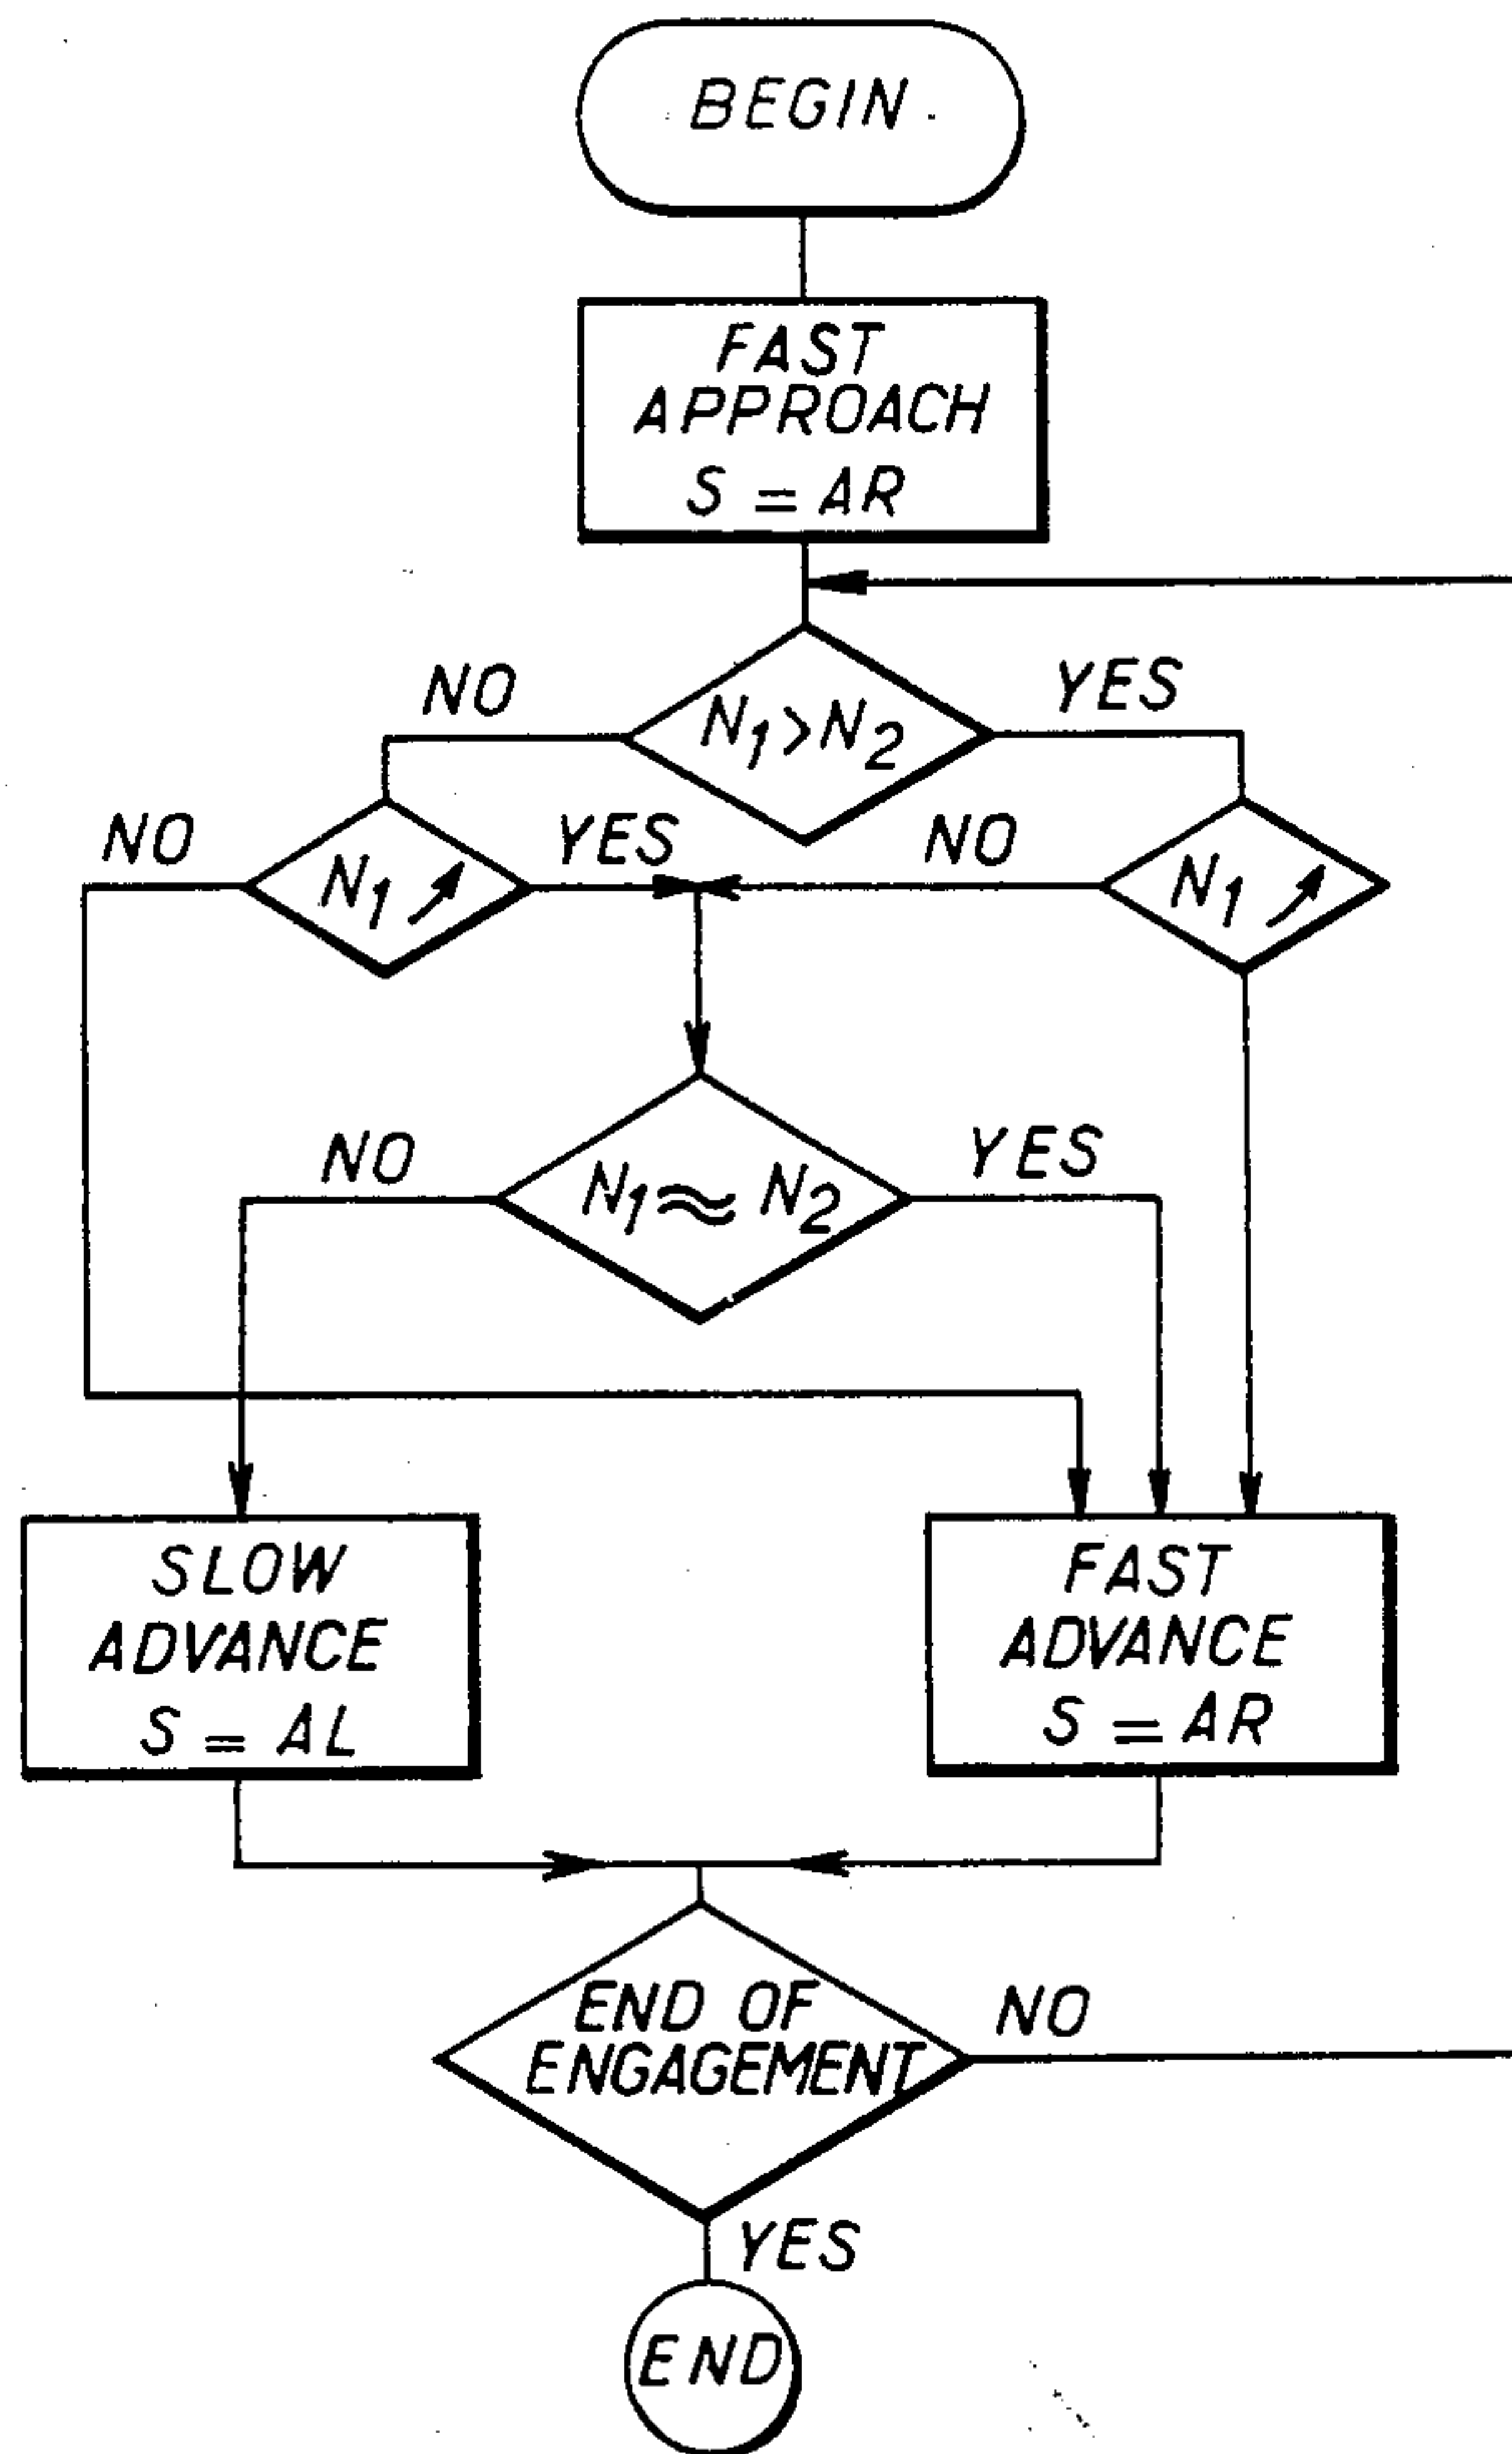 BEGIN
FAST
APPROACH
S = AR
NO
N1>N2
YES
NO
N1↗
YES
NO
N1↗
NO
N1≈N2
YES
SLOW
ADVANCE
S = AL
FAST
ADVANCE
S = AR
END OF
ENGAGEMENT
NO
YES
END